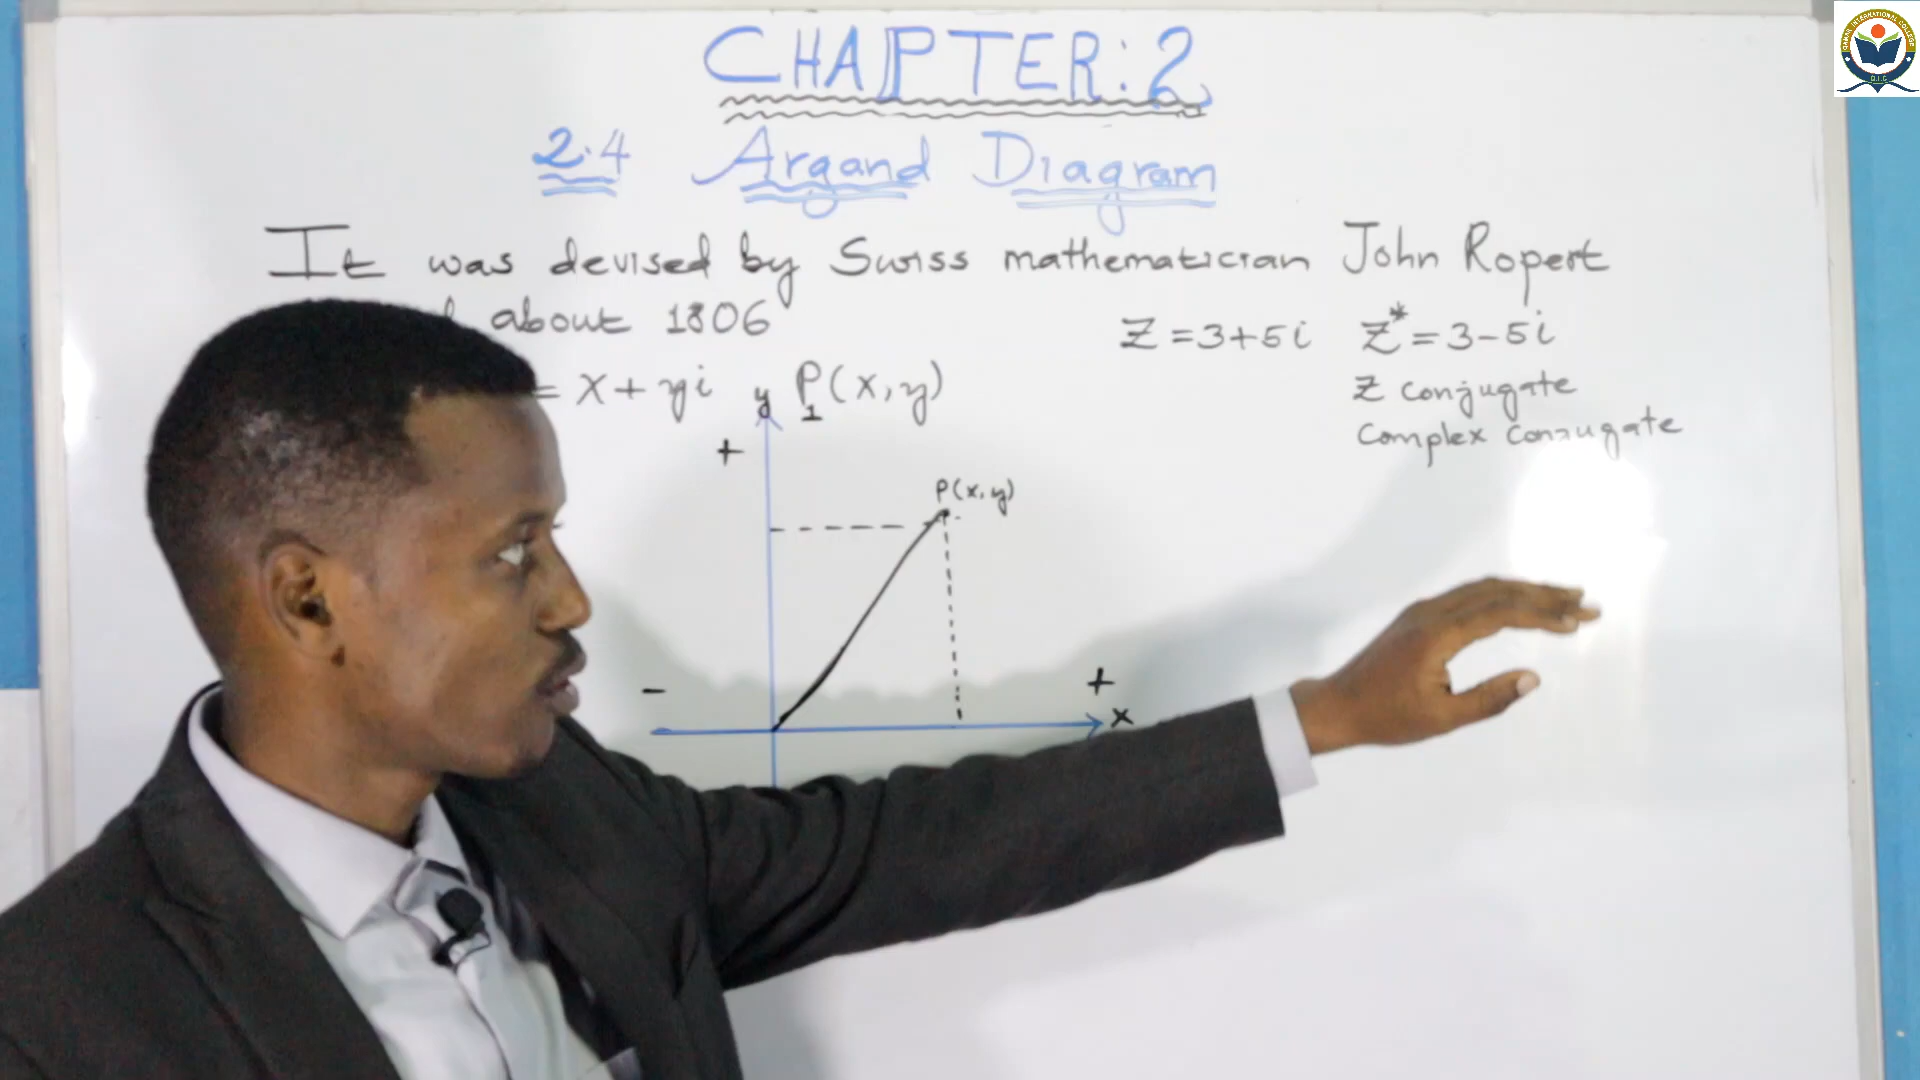 CHAPTER:2
2.4 Argand Diagram
It was devised by Swiss mathematician John Ropert
about 1806
Z=3+5i Z*=3-5i
= x+yi
y P1(x,y)
Z conjugate
Complex Conjugate
+
P(x,y)
- +
x